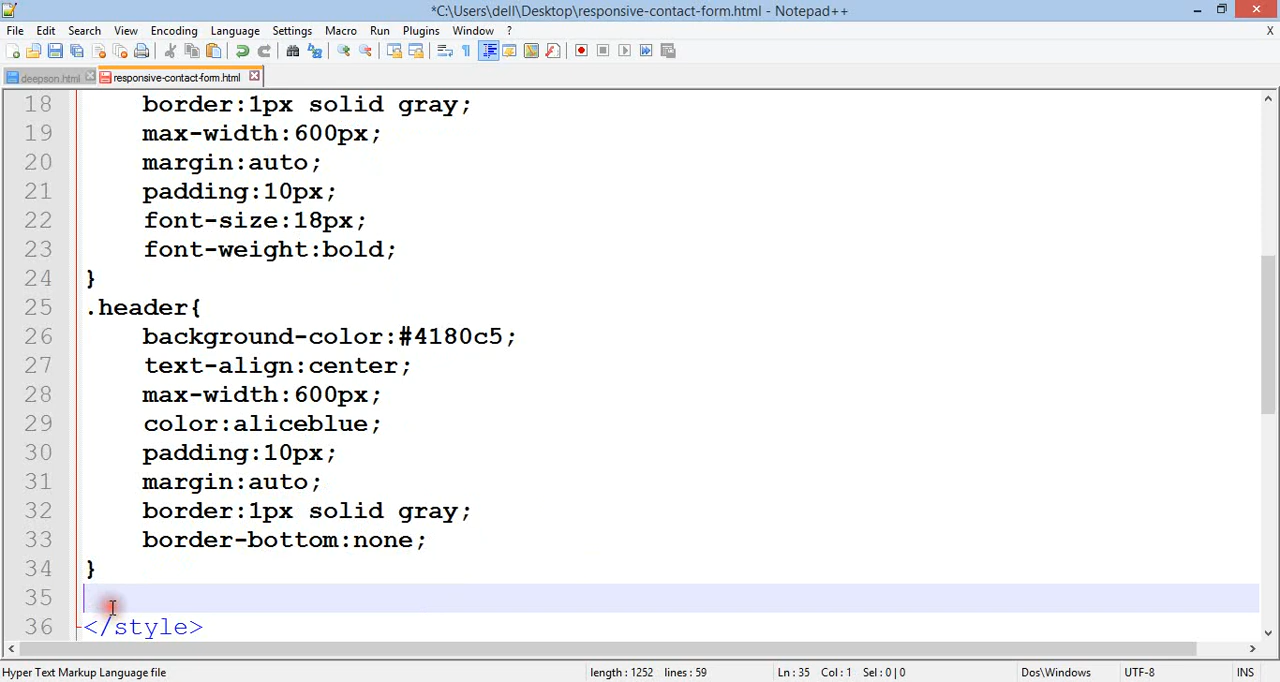 *C:\Users\dell\Desktop\responsive-contact-form.html - Notepad++
File Edit Search View Encoding Language Settings Macro Run Plugins Window ? X
deepson.html responsive-contact-form.html
18 border:1px solid gray;
19 max-width:600px;
20 margin:auto;
21 padding:10px;
22 font-size:18px;
23 font-weight:bold;
24 }
25 .header{
26 background-color:#4180c5;
27 text-align:center;
28 max-width:600px;
29 color:aliceblue;
30 padding:10px;
31 margin:auto;
32 border:1px solid gray;
33 border-bottom:none;
34 }
35
36 </style>
Hyper Text Markup Language file length : 1252 lines : 59 Ln : 35 Col : 1 Sel : 0 | 0 Dos\Windows UTF-8 INS